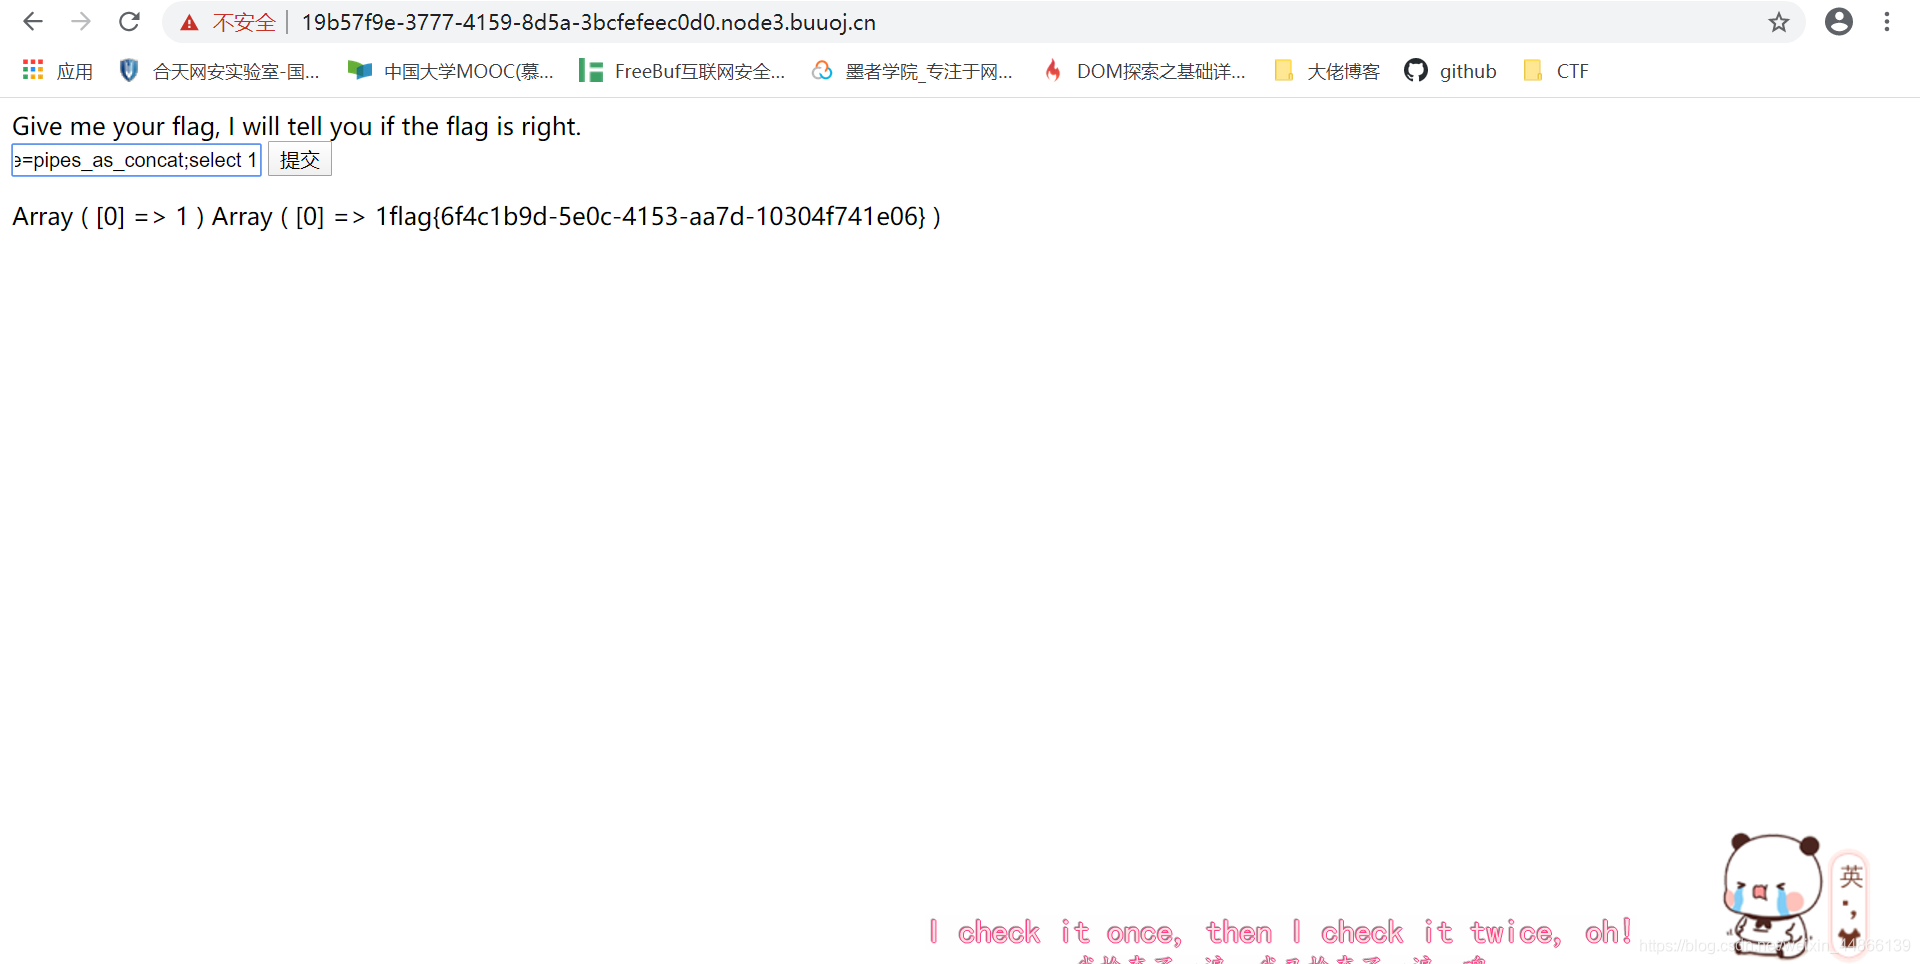 不安全 | 19b57f9e-3777-4159-8d5a-3bcfefeec0d0.node3.buuoj.cn
应用 合天网安实验室-国... 中国大学MOOC(慕... FreeBuf互联网安全... 墨者学院_专注于网... DOM探索之基础详... 大佬博客 github CTF
Give me your flag, I will tell you if the flag is right.
e=pipes_as_concat;select 1 提交
Array ( [0] => 1 ) Array ( [0] => 1flag{6f4c1b9d-5e0c-4153-aa7d-10304f741e06} )
英
I check it once, then I check it twice, oh!
https://blog.csdn.net/weixin_44866139